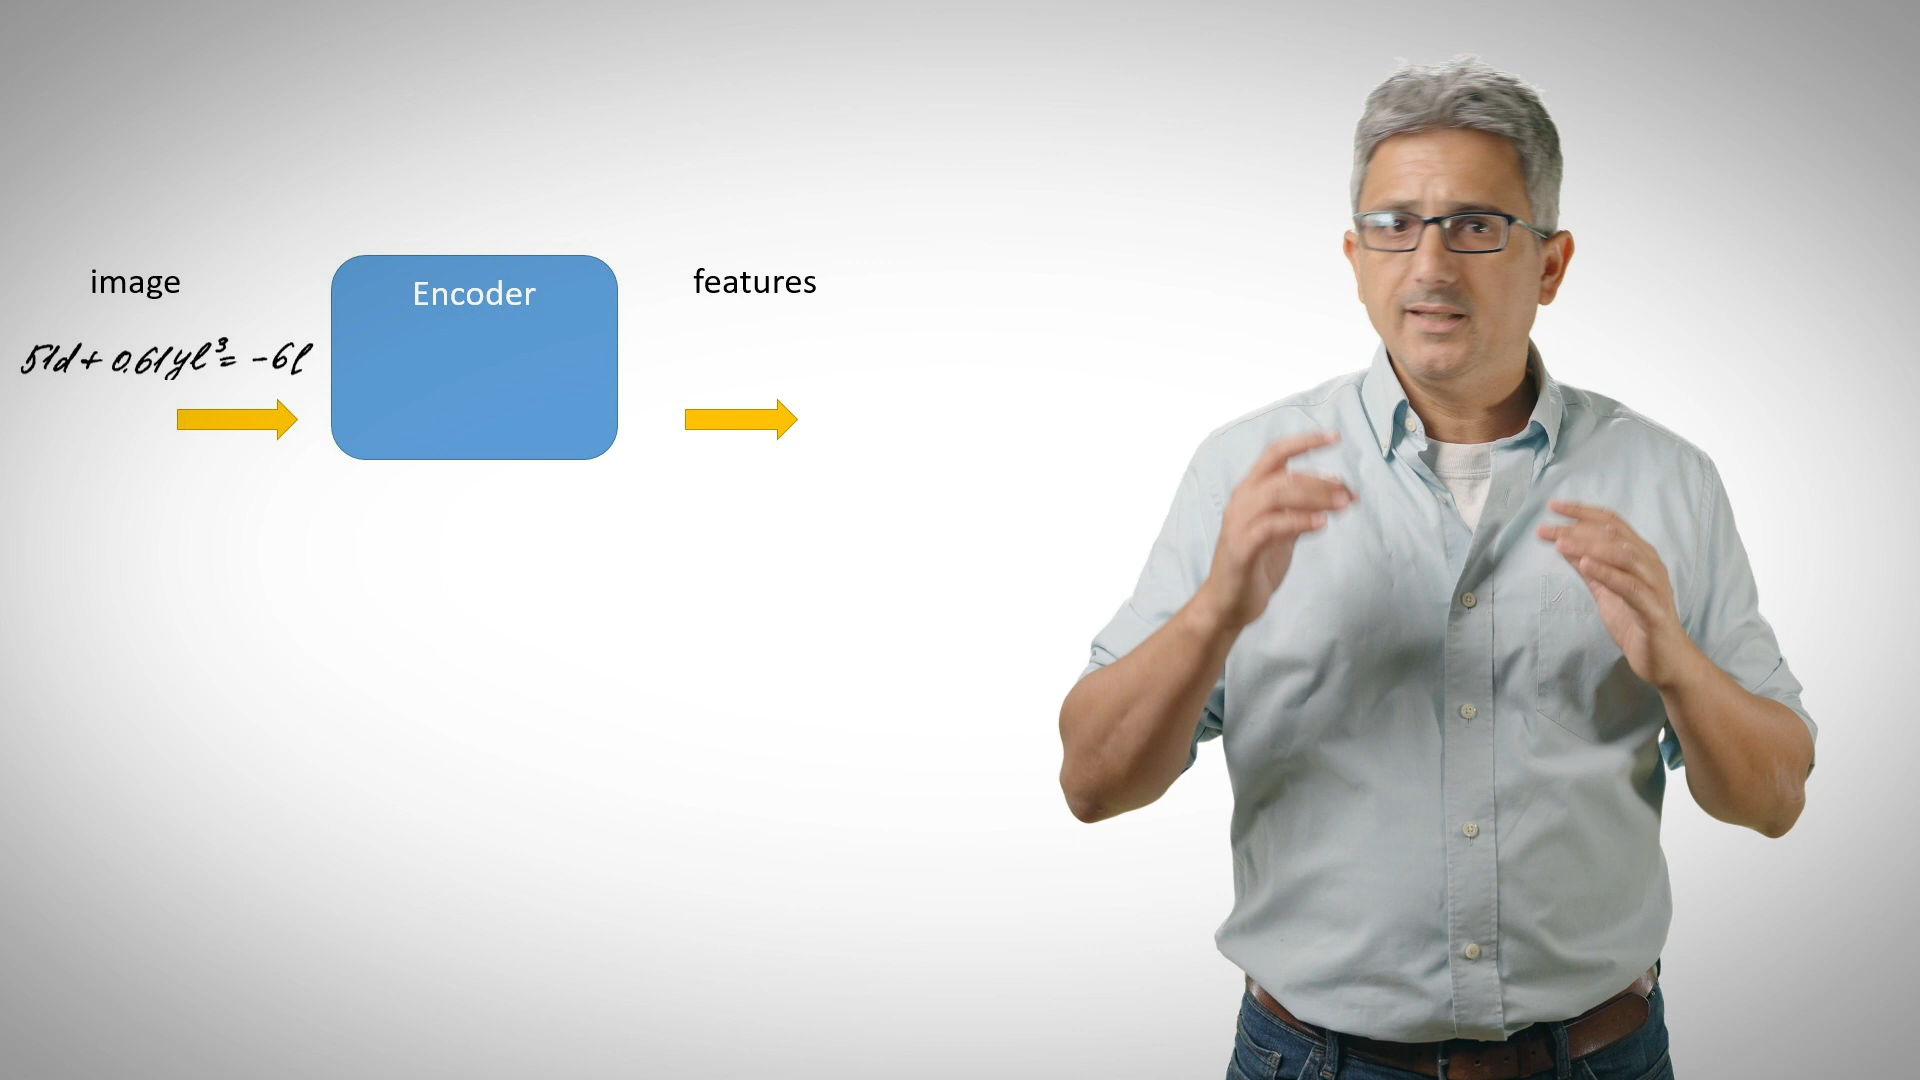 image
Encoder
features
51d + 0.61yl³ = -6l